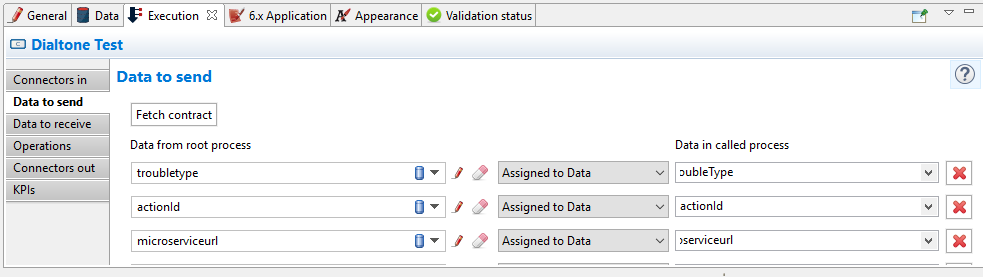 General Data Execution 6.x Application Appearance Validation status
Dialtone Test
Connectors in
Data to send
Data to receive
Operations
Connectors out
KPIs
Data to send
Fetch contract
Data from root process Data in called process
troubletype Assigned to Data oubleType
actionId Assigned to Data actionId
microserviceurl Assigned to Data oserviceurl